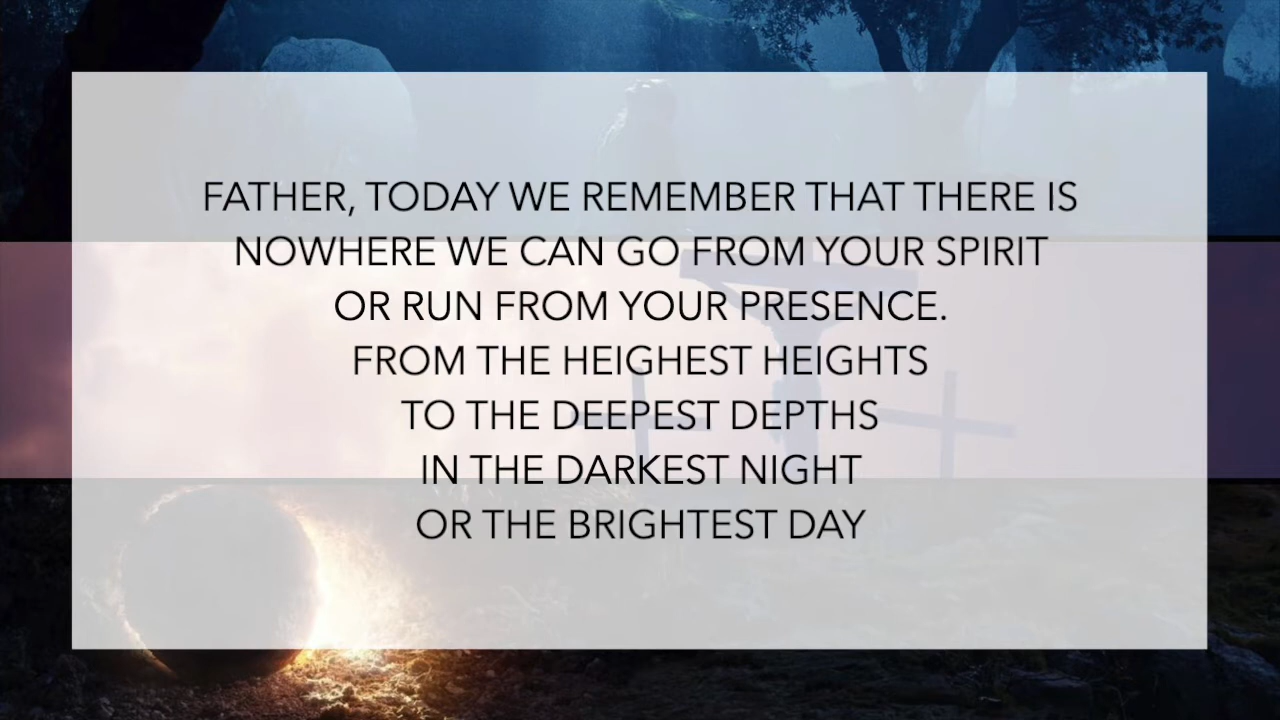 FATHER, TODAY WE REMEMBER THAT THERE IS
NOWHERE WE CAN GO FROM YOUR SPIRIT
OR RUN FROM YOUR PRESENCE.
FROM THE HEIGHEST HEIGHTS
TO THE DEEPEST DEPTHS
IN THE DARKEST NIGHT
OR THE BRIGHTEST DAY